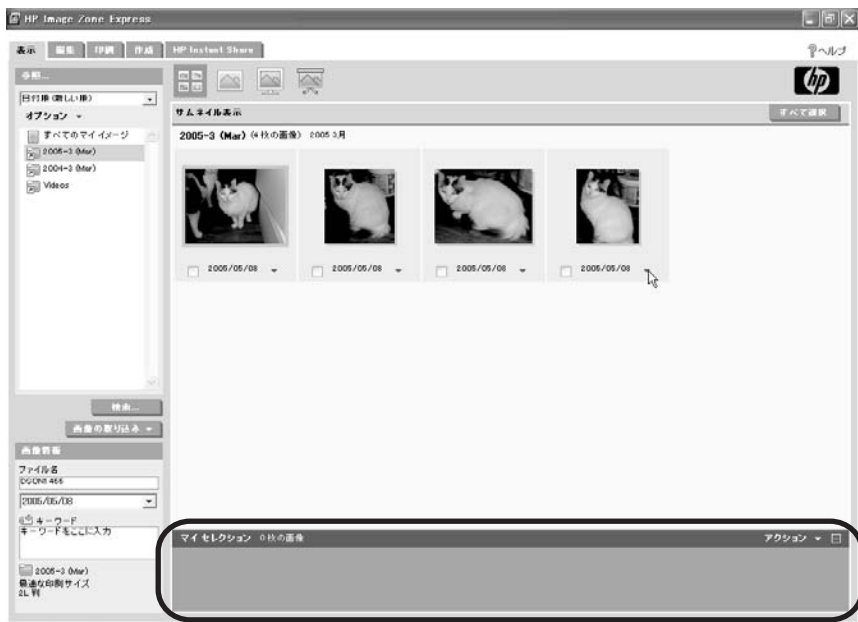 HP Image Zone Express
表示 編集 印刷 作成 HP Instant Share
ヘルプ
参照...
日付順 (新しい順)
オプション
すべてのマイ イメージ
2005-3 (Mar)
2004-3 (Mar)
Videos
hp
サムネイル表示
すべて選択
2005-3 (Mar) (4 枚の画像) 2005 3月
2005/05/08
2005/05/08
2005/05/08
2005/05/08
検索...
画像の取り込み
画像情報
ファイル名
2005/05/08
キーワード
キーワードをここに入力
2005-3 (Mar)
最適な印刷サイズ
2L 判
マイ セレクション 0 枚の画像
アクション